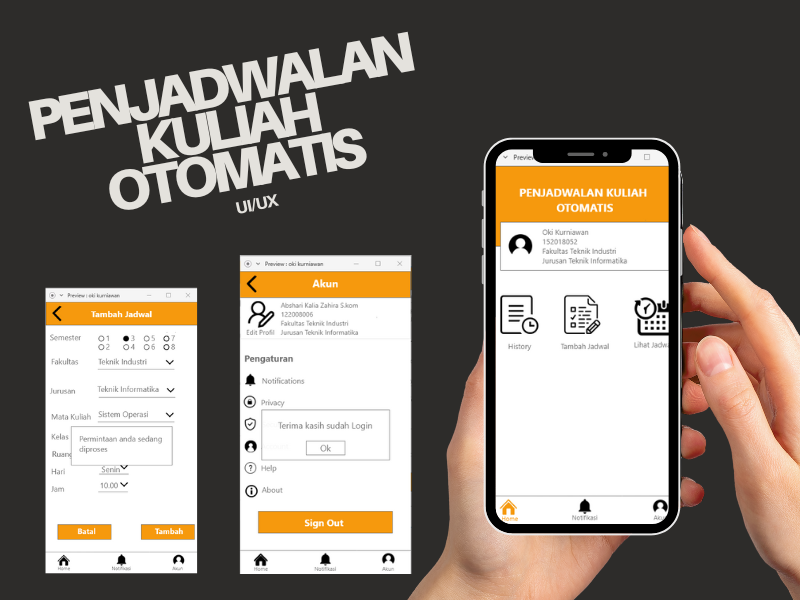 PENJADWALAN
KULIAH
OTOMATIS
UI/UX
Preview : oki kurniawan
Tambah Jadwal
Semester
1 3 5 7
2 4 6 8
Fakultas Teknik Industri
Jurusan Teknik Informatika
Mata Kuliah Sistem Operasi
Kelas
Permintaan anda sedang
diproses
Ruang
Hari Senin
Jam 10.00
Batal Tambah
Home Notifikasi Akun
Preview : oki kurniawan
Akun
Abshari Kalia Zahira S.kom
122008006
Fakultas Teknik Industri
Edit Profil Jurusan Teknik Informatika
Pengaturan
Notifications
Privacy
Terima kasih sudah Login
Ok
Help
About
Sign Out
Home Notifikasi Akun
Preview
PENJADWALAN KULIAH
OTOMATIS
Oki Kurniawan
152018052
Fakultas Teknik Industri
Jurusan Teknik Informatika
History Tambah Jadwal Lihat Jadwa
Home Notifikasi Aku